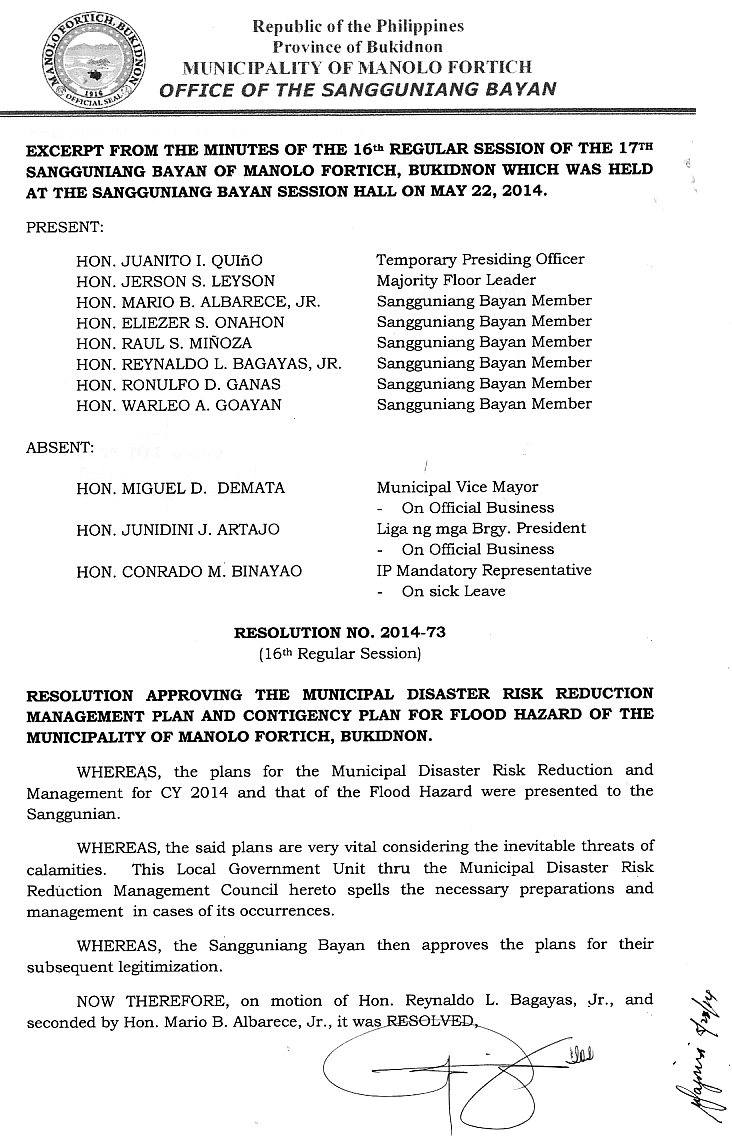 MANOLO FORTICH, BUKIDNON
1916
OFFICIAL SEAL
Republic of the Philippines
Province of Bukidnon
MUNICIPALITY OF MANOLO FORTICH
OFFICE OF THE SANGGUNIANG BAYAN
EXCERPT FROM THE MINUTES OF THE 16th REGULAR SESSION OF THE 17TH
SANGGUNIANG BAYAN OF MANOLO FORTICH, BUKIDNON WHICH WAS HELD
AT THE SANGGUNIANG BAYAN SESSION HALL ON MAY 22, 2014.
PRESENT:
HON. JUANITO I. QUIñO Temporary Presiding Officer
HON. JERSON S. LEYSON Majority Floor Leader
HON. MARIO B. ALBARECE, JR. Sangguniang Bayan Member
HON. ELIEZER S. ONAHON Sangguniang Bayan Member
HON. RAUL S. MIÑOZA Sangguniang Bayan Member
HON. REYNALDO L. BAGAYAS, JR. Sangguniang Bayan Member
HON. RONULFO D. GANAS Sangguniang Bayan Member
HON. WARLEO A. GOAYAN Sangguniang Bayan Member
ABSENT:
HON. MIGUEL D. DEMATA Municipal Vice Mayor
- On Official Business
HON. JUNIDINI J. ARTAJO Liga ng mga Brgy. President
- On Official Business
HON. CONRADO M. BINAYAO IP Mandatory Representative
- On sick Leave
RESOLUTION NO. 2014-73
(16th Regular Session)
RESOLUTION APPROVING THE MUNICIPAL DISASTER RISK REDUCTION
MANAGEMENT PLAN AND CONTIGENCY PLAN FOR FLOOD HAZARD OF THE
MUNICIPALITY OF MANOLO FORTICH, BUKIDNON.
WHEREAS, the plans for the Municipal Disaster Risk Reduction and
Management for CY 2014 and that of the Flood Hazard were presented to the
Sanggunian.
WHEREAS, the said plans are very vital considering the inevitable threats of
calamities. This Local Government Unit thru the Municipal Disaster Risk
Reduction Management Council hereto spells the necessary preparations and
management in cases of its occurrences.
WHEREAS, the Sangguniang Bayan then approves the plans for their
subsequent legitimization.
NOW THEREFORE, on motion of Hon. Reynaldo L. Bagayas, Jr., and
seconded by Hon. Mario B. Albarece, Jr., it was RESOLVED,